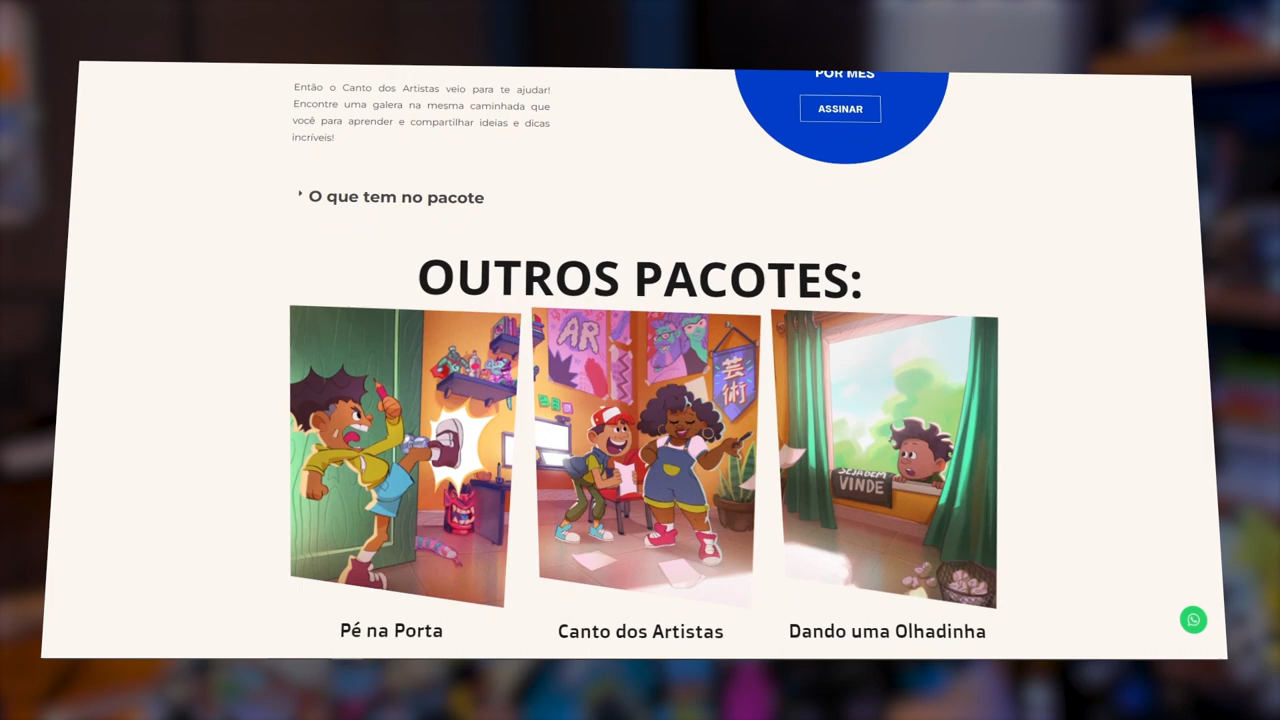 Então o Canto dos Artistas veio para te ajudar!
Encontre uma galera na mesma caminhada que
você para aprender e compartilhar ideias e dicas
incríveis!
POR MÊS
ASSINAR
O que tem no pacote
OUTROS PACOTES:
AR
芸
術
SEJABEM
VINDE
Pé na Porta
Canto dos Artistas
Dando uma Olhadinha